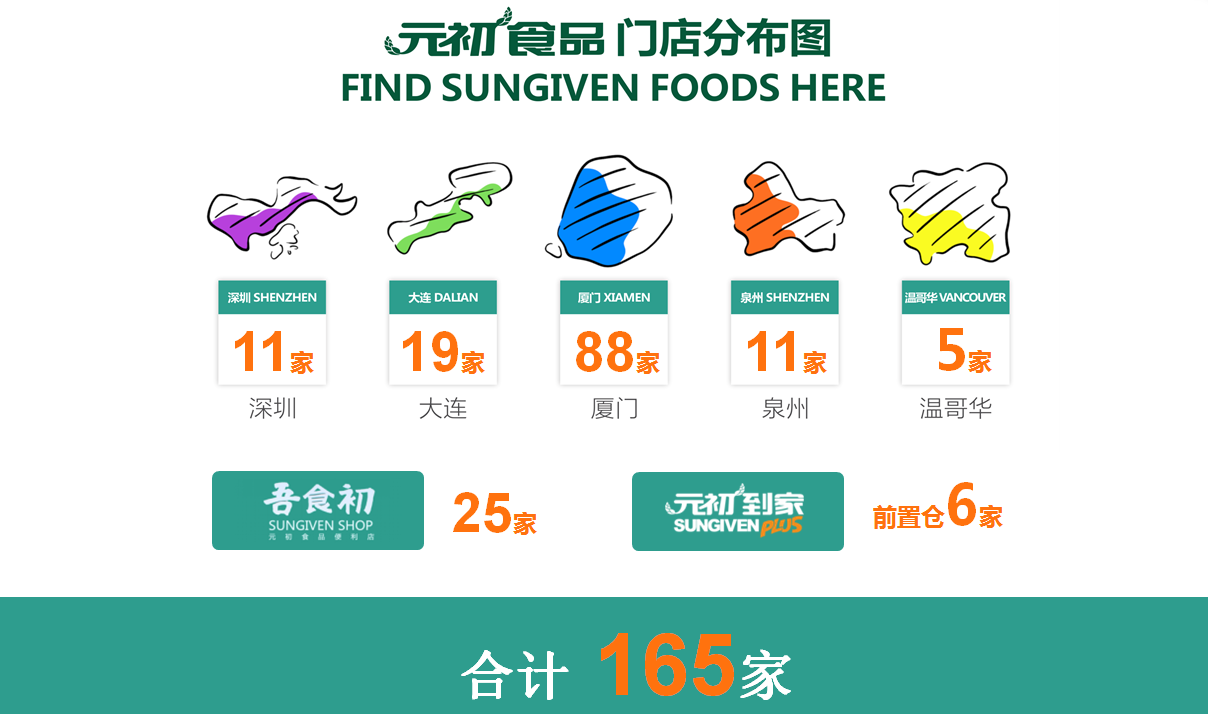 元初食品 门店分布图
FIND SUNGIVEN FOODS HERE
深圳 SHENZHEN
11家
深圳
大连 DALIAN
19家
大连
厦门 XIAMEN
88家
厦门
泉州 SHENZHEN
11家
泉州
温哥华 VANCOUVER
5家
温哥华
吾食初
SUNGIVEN SHOP
元初食品便利店
25家
元初到家
SUNGIVEN PLUS
前置仓6家
合计 165家